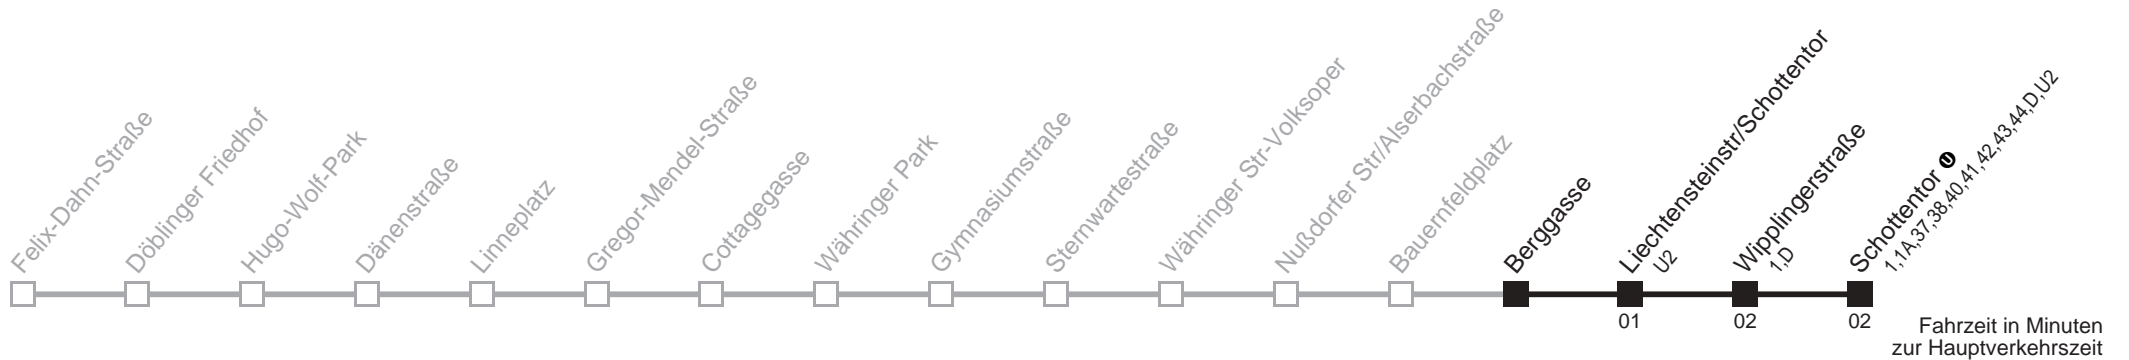 Felix-Dahn-Straße
Döblinger Friedhof
Hugo-Wolf-Park
Dänenstraße
Linneplatz
Gregor-Mendel-Straße
Cottagegasse
Währinger Park
Gymnasiumstraße
Sternwartestraße
Währinger Str-Volksoper
Nußdorfer Str/Alserbachstraße
Bauernfeldplatz
Berggasse
Liechtensteinstr/Schottentor
U2
Wipplingerstraße
1,D
Schottentor U
1,1A,37,38,40,41,42,43,44,D,U2
01
02
02
Fahrzeit in Minuten
zur Hauptverkehrszeit